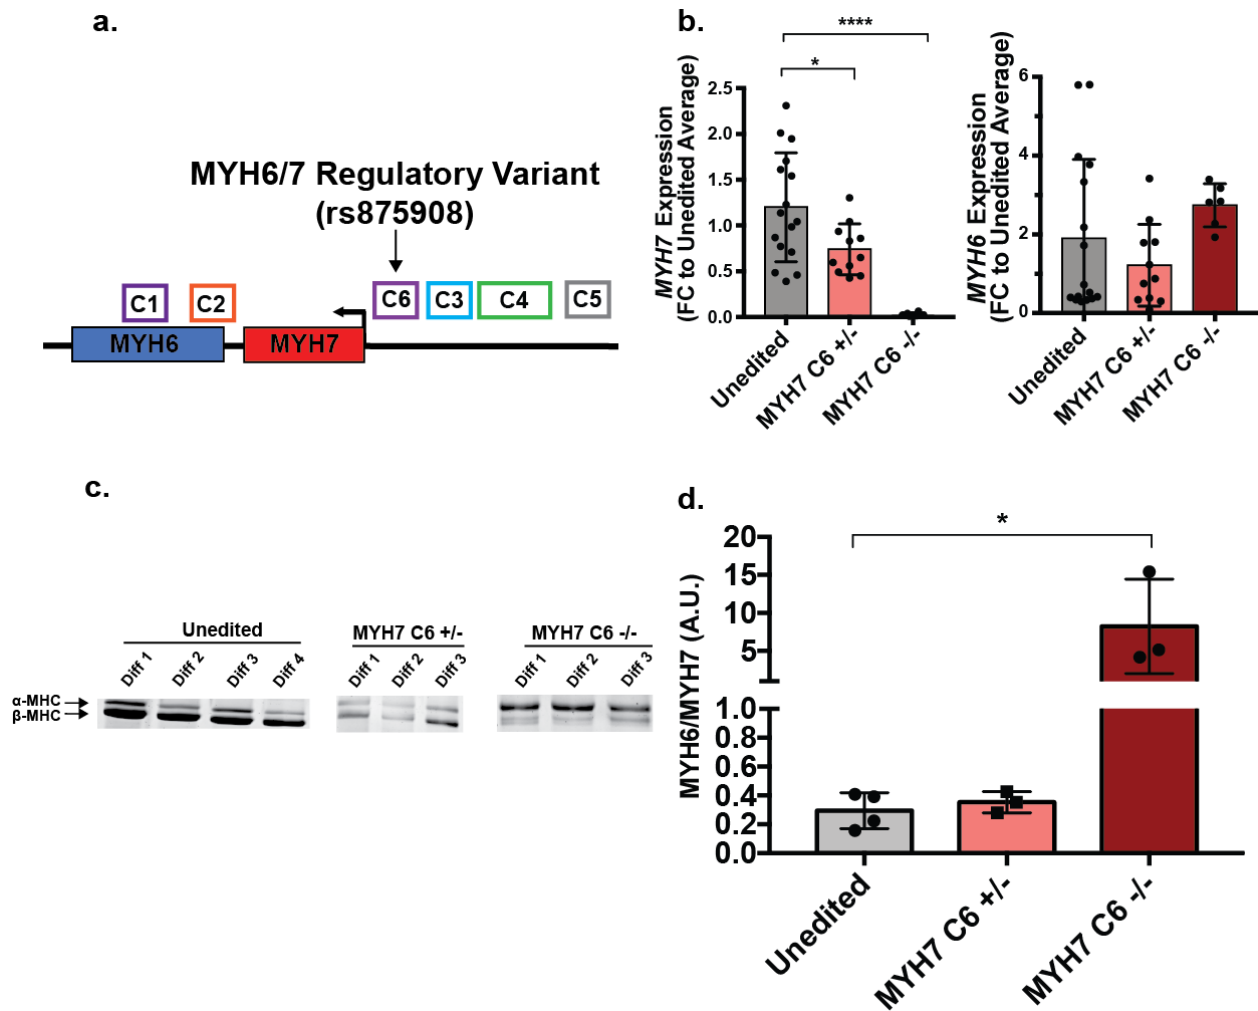 a.
MYH6/7 Regulatory Variant
(rs875908)
C1
C2
C6
C3
C4
C5
MYH6
MYH7
b.
****
*
MYH7 Expression
(FC to Unedited Average)
2.5
2.0
1.5
1.0
0.5
0.0
Unedited
MYH7 C6 +/-
MYH7 C6 -/-
MYH6 Expression
(FC to Unedited Average)
6
4
2
0
Unedited
MYH7 C6 +/-
MYH7 C6 -/-
c.
Unedited
Diff 1
Diff 2
Diff 3
Diff 4
MYH7 C6 +/-
Diff 1
Diff 2
Diff 3
MYH7 C6 -/-
Diff 1
Diff 2
Diff 3
α-MHC
β-MHC
d.
*
MYH6/MYH7 (A.U.)
20
15
10
5
1.0
0.8
0.6
0.4
0.2
0.0
Unedited
MYH7 C6 +/-
MYH7 C6 -/-